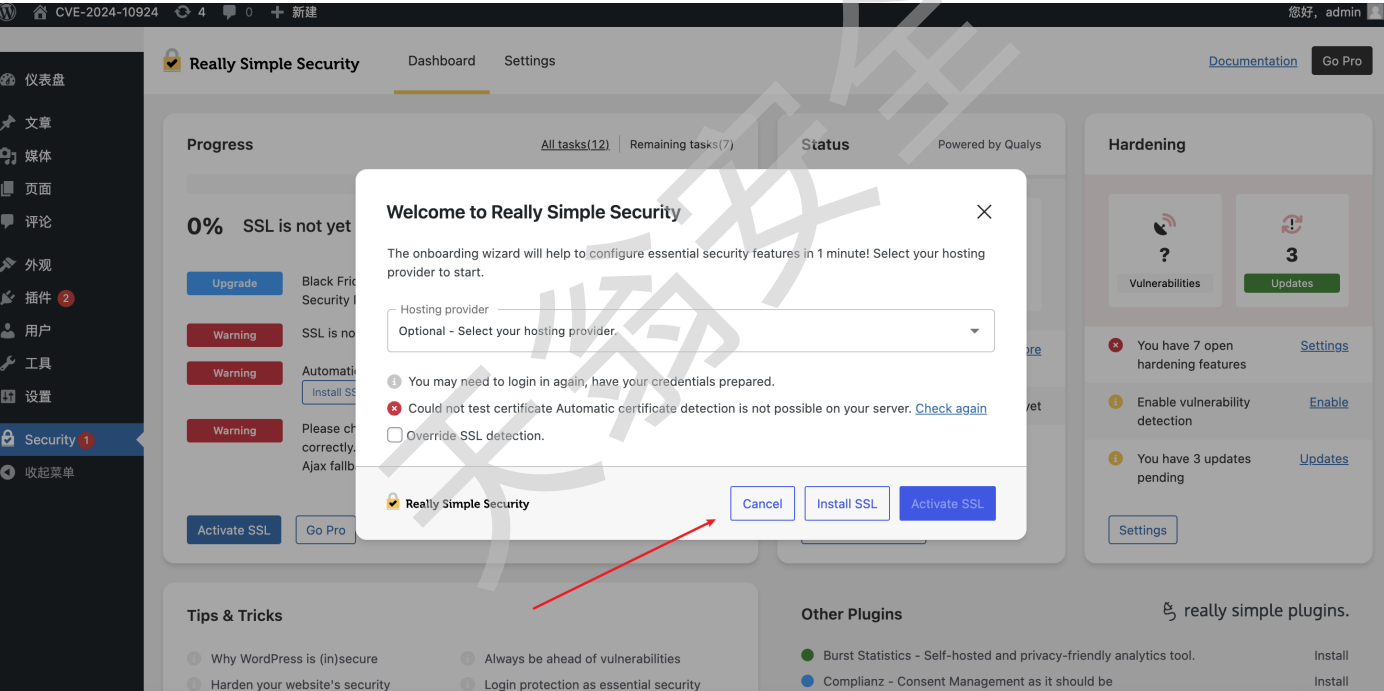 CVE-2024-10924 4 0 新建 您好，admin
Really Simple Security Dashboard Settings Documentation Go Pro
仪表盘
文章
媒体
页面
评论
外观
插件 2
用户
工具
设置
Security 1
收起菜单
Progress All tasks(12) Remaining tasks(7)
0% SSL is not yet
Upgrade Black Fri
Security
Warning SSL is no
Warning Automati
Install SS
Warning Please ch
correctly.
Ajax fallb
Activate SSL Go Pro
Status Powered by Qualys
ore
yet
Hardening
? Vulnerabilities
3 Updates
You have 7 open
hardening features Settings
Enable vulnerability
detection Enable
You have 3 updates
pending Updates
Settings
Welcome to Really Simple Security
The onboarding wizard will help to configure essential security features in 1 minute! Select your hosting
provider to start.
Hosting provider
Optional - Select your hosting provider.
You may need to login in again, have your credentials prepared.
Could not test certificate Automatic certificate detection is not possible on your server. Check again
Override SSL detection.
Really Simple Security Cancel Install SSL Activate SSL
Tips & Tricks
Why WordPress is (in)secure Always be ahead of vulnerabilities
Harden your website's security Login protection as essential security
Other Plugins really simple plugins.
Burst Statistics - Self-hosted and privacy-friendly analytics tool. Install
Complianz - Consent Management as it should be Install
天翁安全